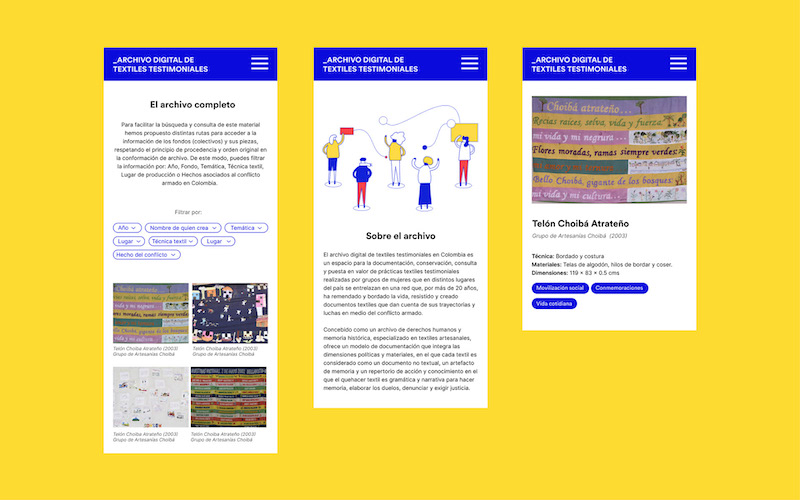 _ARCHIVO DIGITAL DE
TEXTILES TESTIMONIALES
El archivo completo
Para facilitar la búsqueda y consulta de este material
hemos propuesto distintas rutas para acceder a la
información de los fondos (colectivos) y sus piezas,
respetando el principio de procedencia y orden original en
la conformación de archivo. De este modo, puedes filtrar
la información por: Año, Fondo, Temática, Técnica textil,
Lugar de producción o Hechos asociados al conflicto
armado en Colombia.
Filtrar por:
Año
Nombre de quien crea
Temática
Lugar
Técnica textil
Lugar
Hecho del conflicto
Telón Choiba Atrateño (2003)
Grupo de Artesanías Choibá
Telón Choiba Atrateño (2003)
Grupo de Artesanías Choibá
Telón Choiba Atrateño (2003)
Grupo de Artesanías Choibá
Telón Choiba Atrateño (2003)
Grupo de Artesanías Choibá
_ARCHIVO DIGITAL DE
TEXTILES TESTIMONIALES
Sobre el archivo
El archivo digital de textiles testimoniales en Colombia es
un espacio para la documentación, conservación, consulta
y puesta en valor de prácticas textiles testimoniales
realizadas por grupos de mujeres que en distintos lugares
del país se entrelazan en una red que, por más de 20 años,
ha remendado y bordado la vida, resistido y creado
documentos textiles que dan cuenta de sus trayectorias y
luchas en medio del conflicto armado.
Concebido como un archivo de derechos humanos y
memoria histórica, especializado en textiles artesanales,
ofrece un modelo de documentación que integra las
dimensiones políticas y materiales, en el que cada textil es
considerado como un documento no textual, un artefacto
de memoria y un repertorio de acción y conocimiento en el
que el quehacer textil es gramática y narrativa para hacer
memoria, elaborar los duelos, denunciar y exigir justicia.
_ARCHIVO DIGITAL DE
TEXTILES TESTIMONIALES
Choibá atrateño...
Recias raíces, selva, vida y fuerza.
mi vida y mi negrura...
Flores moradas, ramas siempre verdes;
Bello Choibá, gigante de los bosques.
mi vida y mi cultura...
Telón Choibá Atrateño
Grupo de Artesanías Choibá (2003)
Técnica: Bordado y costura
Materiales: Telas de algodón, hilos de bordar y coser.
Dimensiones: 119 x 83 x 0.5 cms
Movilización social
Conmemoraciones
Vida cotidiana